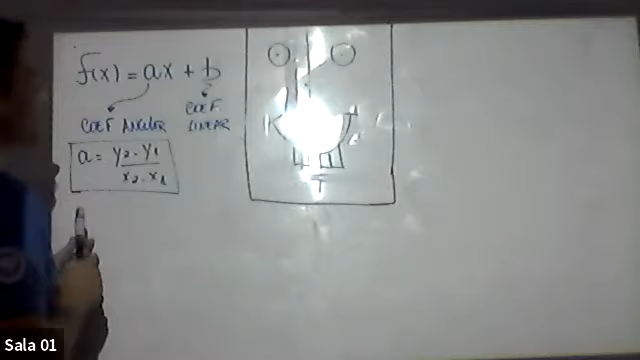 f(x) = ax + b
COEF ANGULAR
COEF. LINEAR
a = y2 - y1
x2 - x1
Sala 01